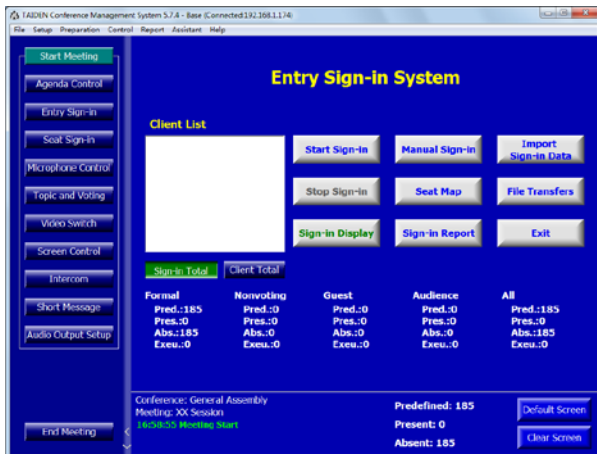 TAIDEN Conference Management System 5.7.4 - Base (Connected:192.168.1.174)
File Setup Preparation Control Report Assistant Help
Start Meeting
Agenda Control
Entry Sign-in
Seat Sign-in
Microphone Control
Topic and Voting
Video Switch
Screen Control
Intercom
Short Message
Audio Output Setup
End Meeting
Entry Sign-in System
Client List
Start Sign-in Manual Sign-in Import
Sign-in Data
Stop Sign-in Seat Map File Transfers
Sign-in Display Sign-in Report Exit
Sign-in Total Client Total
Formal Nonvoting Guest Audience All
Pred.:185 Pred.:0 Pred.:0 Pred.:0 Pred.:185
Pres.:0 Pres.:0 Pres.:0 Pres.:0 Pres.:0
Abs.:185 Abs.:0 Abs.:0 Abs.:0 Abs.:185
Exeu.:0 Exeu.:0 Exeu.:0 Exeu.:0 Exeu.:0
Conference: General Assembly
Meeting: XX Session
16:58:55 Meeting Start
Predefined: 185
Present: 0
Absent: 185
Default Screen
Clear Screen